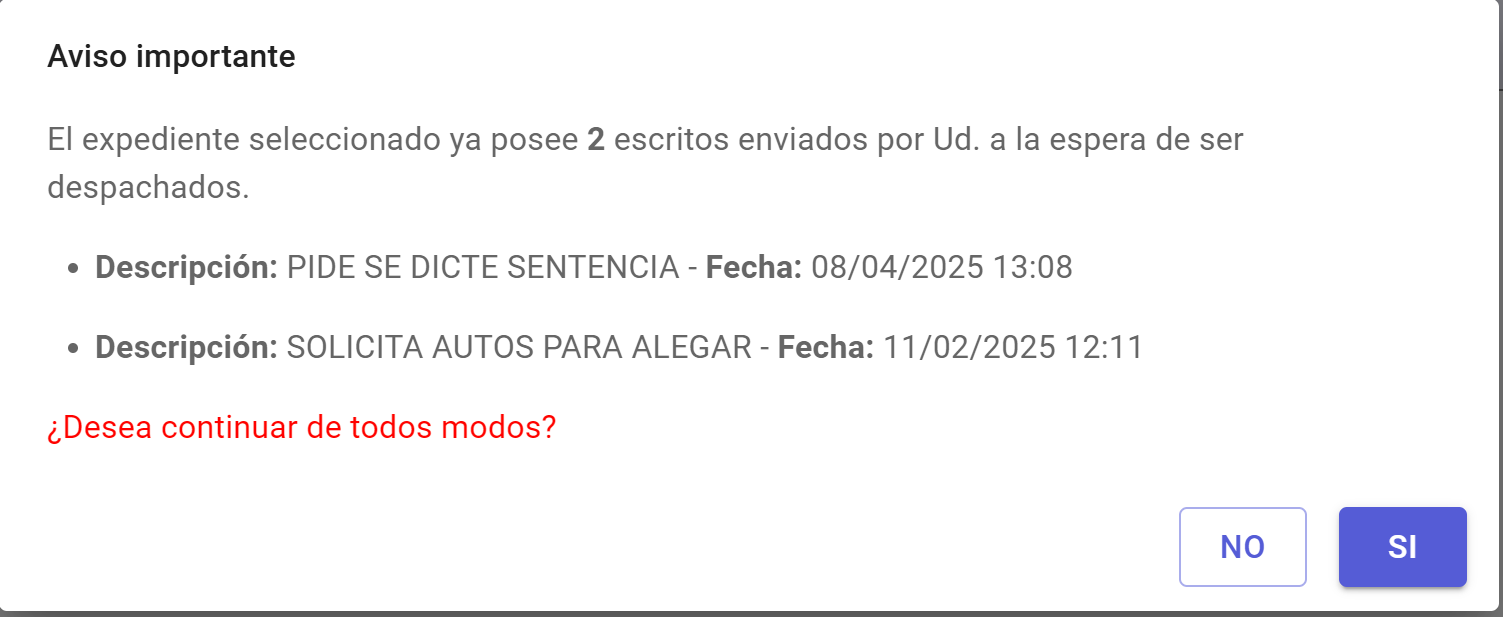 Aviso importante
El expediente seleccionado ya posee 2 escritos enviados por Ud. a la espera de ser
despachados.
• Descripción: PIDE SE DICTE SENTENCIA - Fecha: 08/04/2025 13:08
• Descripción: SOLICITA AUTOS PARA ALEGAR - Fecha: 11/02/2025 12:11
¿Desea continuar de todos modos?
NO SI